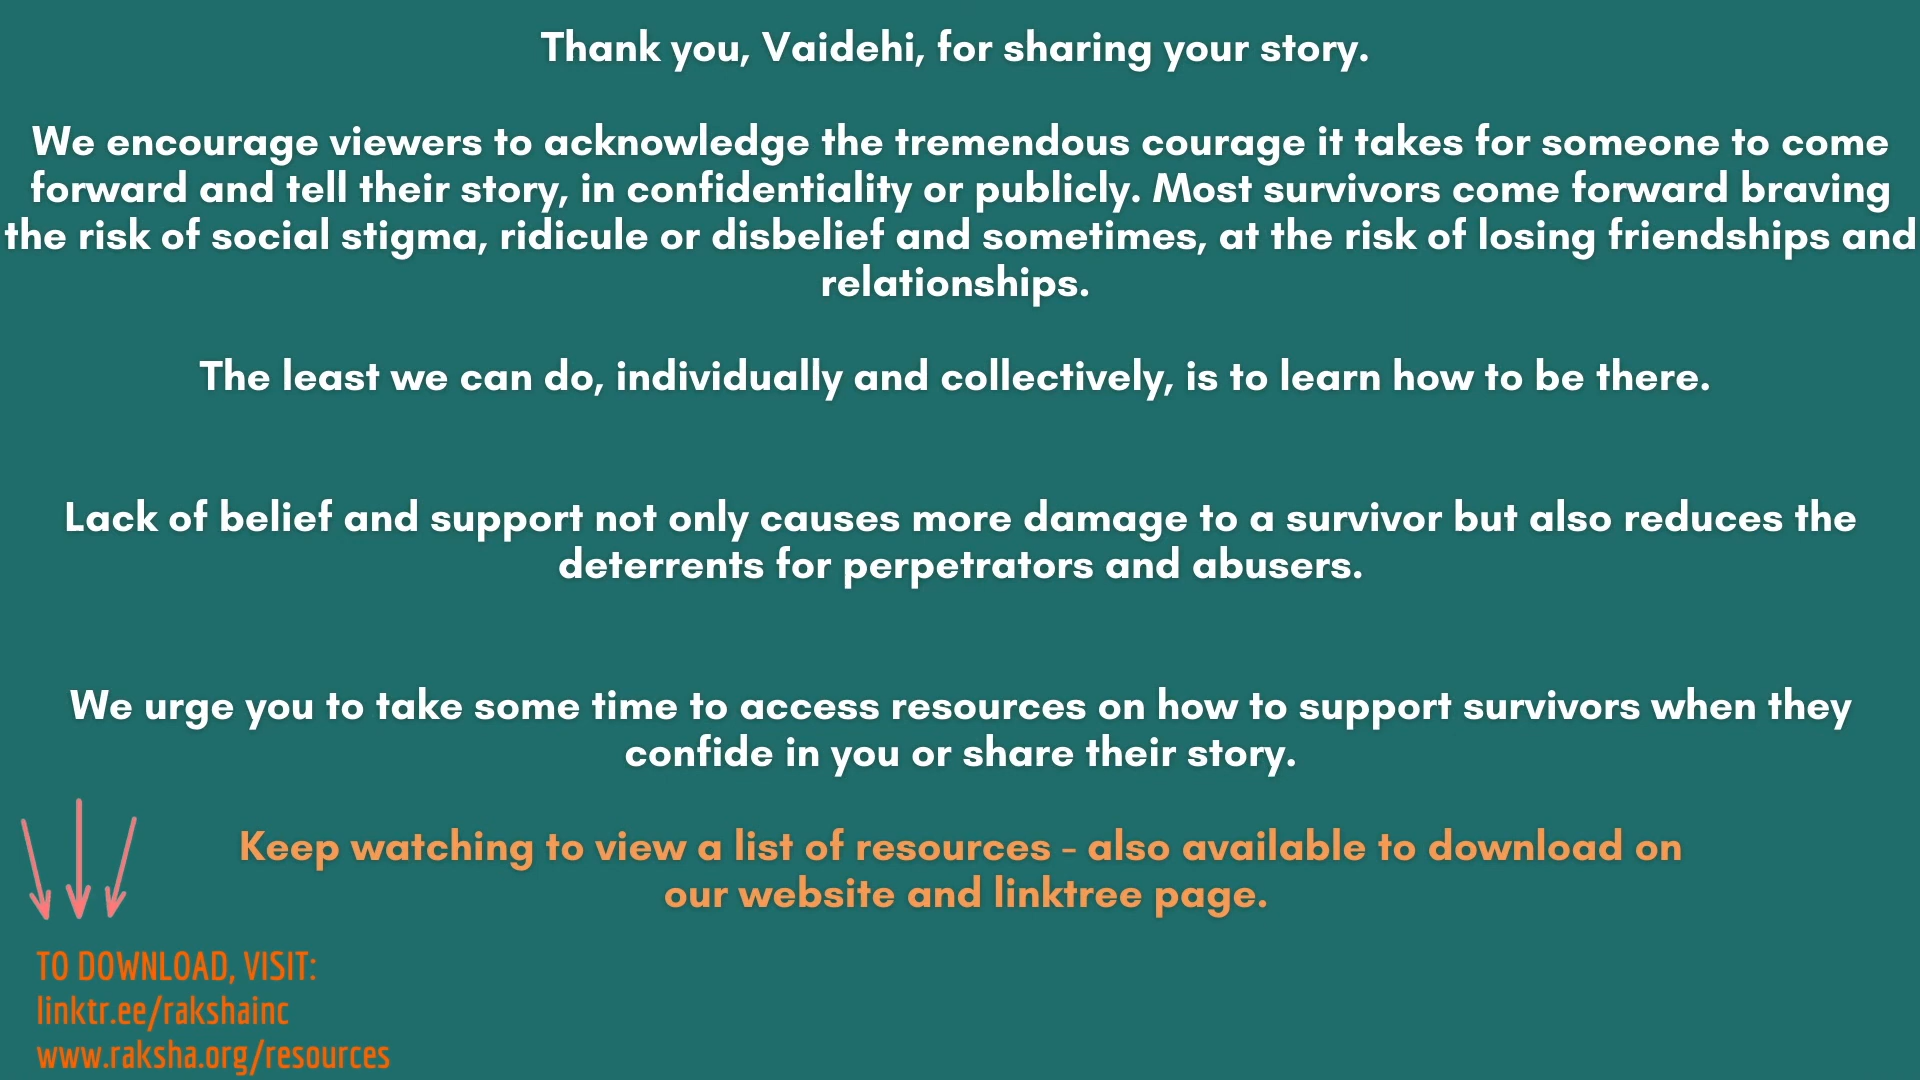 Thank you, Vaidehi, for sharing your story.
We encourage viewers to acknowledge the tremendous courage it takes for someone to come
forward and tell their story, in confidentiality or publicly. Most survivors come forward braving
the risk of social stigma, ridicule or disbelief and sometimes, at the risk of losing friendships and
relationships.
The least we can do, individually and collectively, is to learn how to be there.
Lack of belief and support not only causes more damage to a survivor but also reduces the
deterrents for perpetrators and abusers.
We urge you to take some time to access resources on how to support survivors when they
confide in you or share their story.
Keep watching to view a list of resources - also available to download on
our website and linktree page.
TO DOWNLOAD, VISIT:
linktr.ee/rakshainc
www.raksha.org/resources